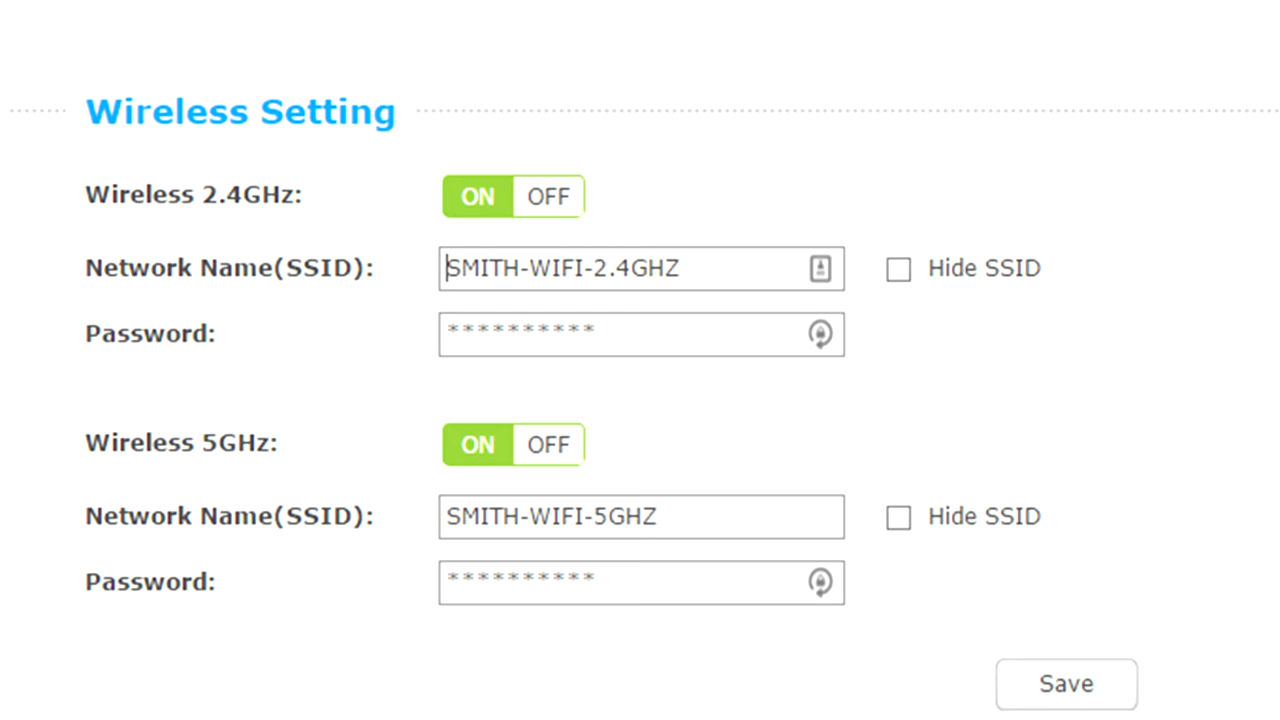 Wireless Setting
Wireless 2.4GHz: ON OFF
Network Name(SSID): SMITH-WIFI-2.4GHZ Hide SSID
Password: **********
Wireless 5GHz: ON OFF
Network Name(SSID): SMITH-WIFI-5GHZ Hide SSID
Password: **********
Save